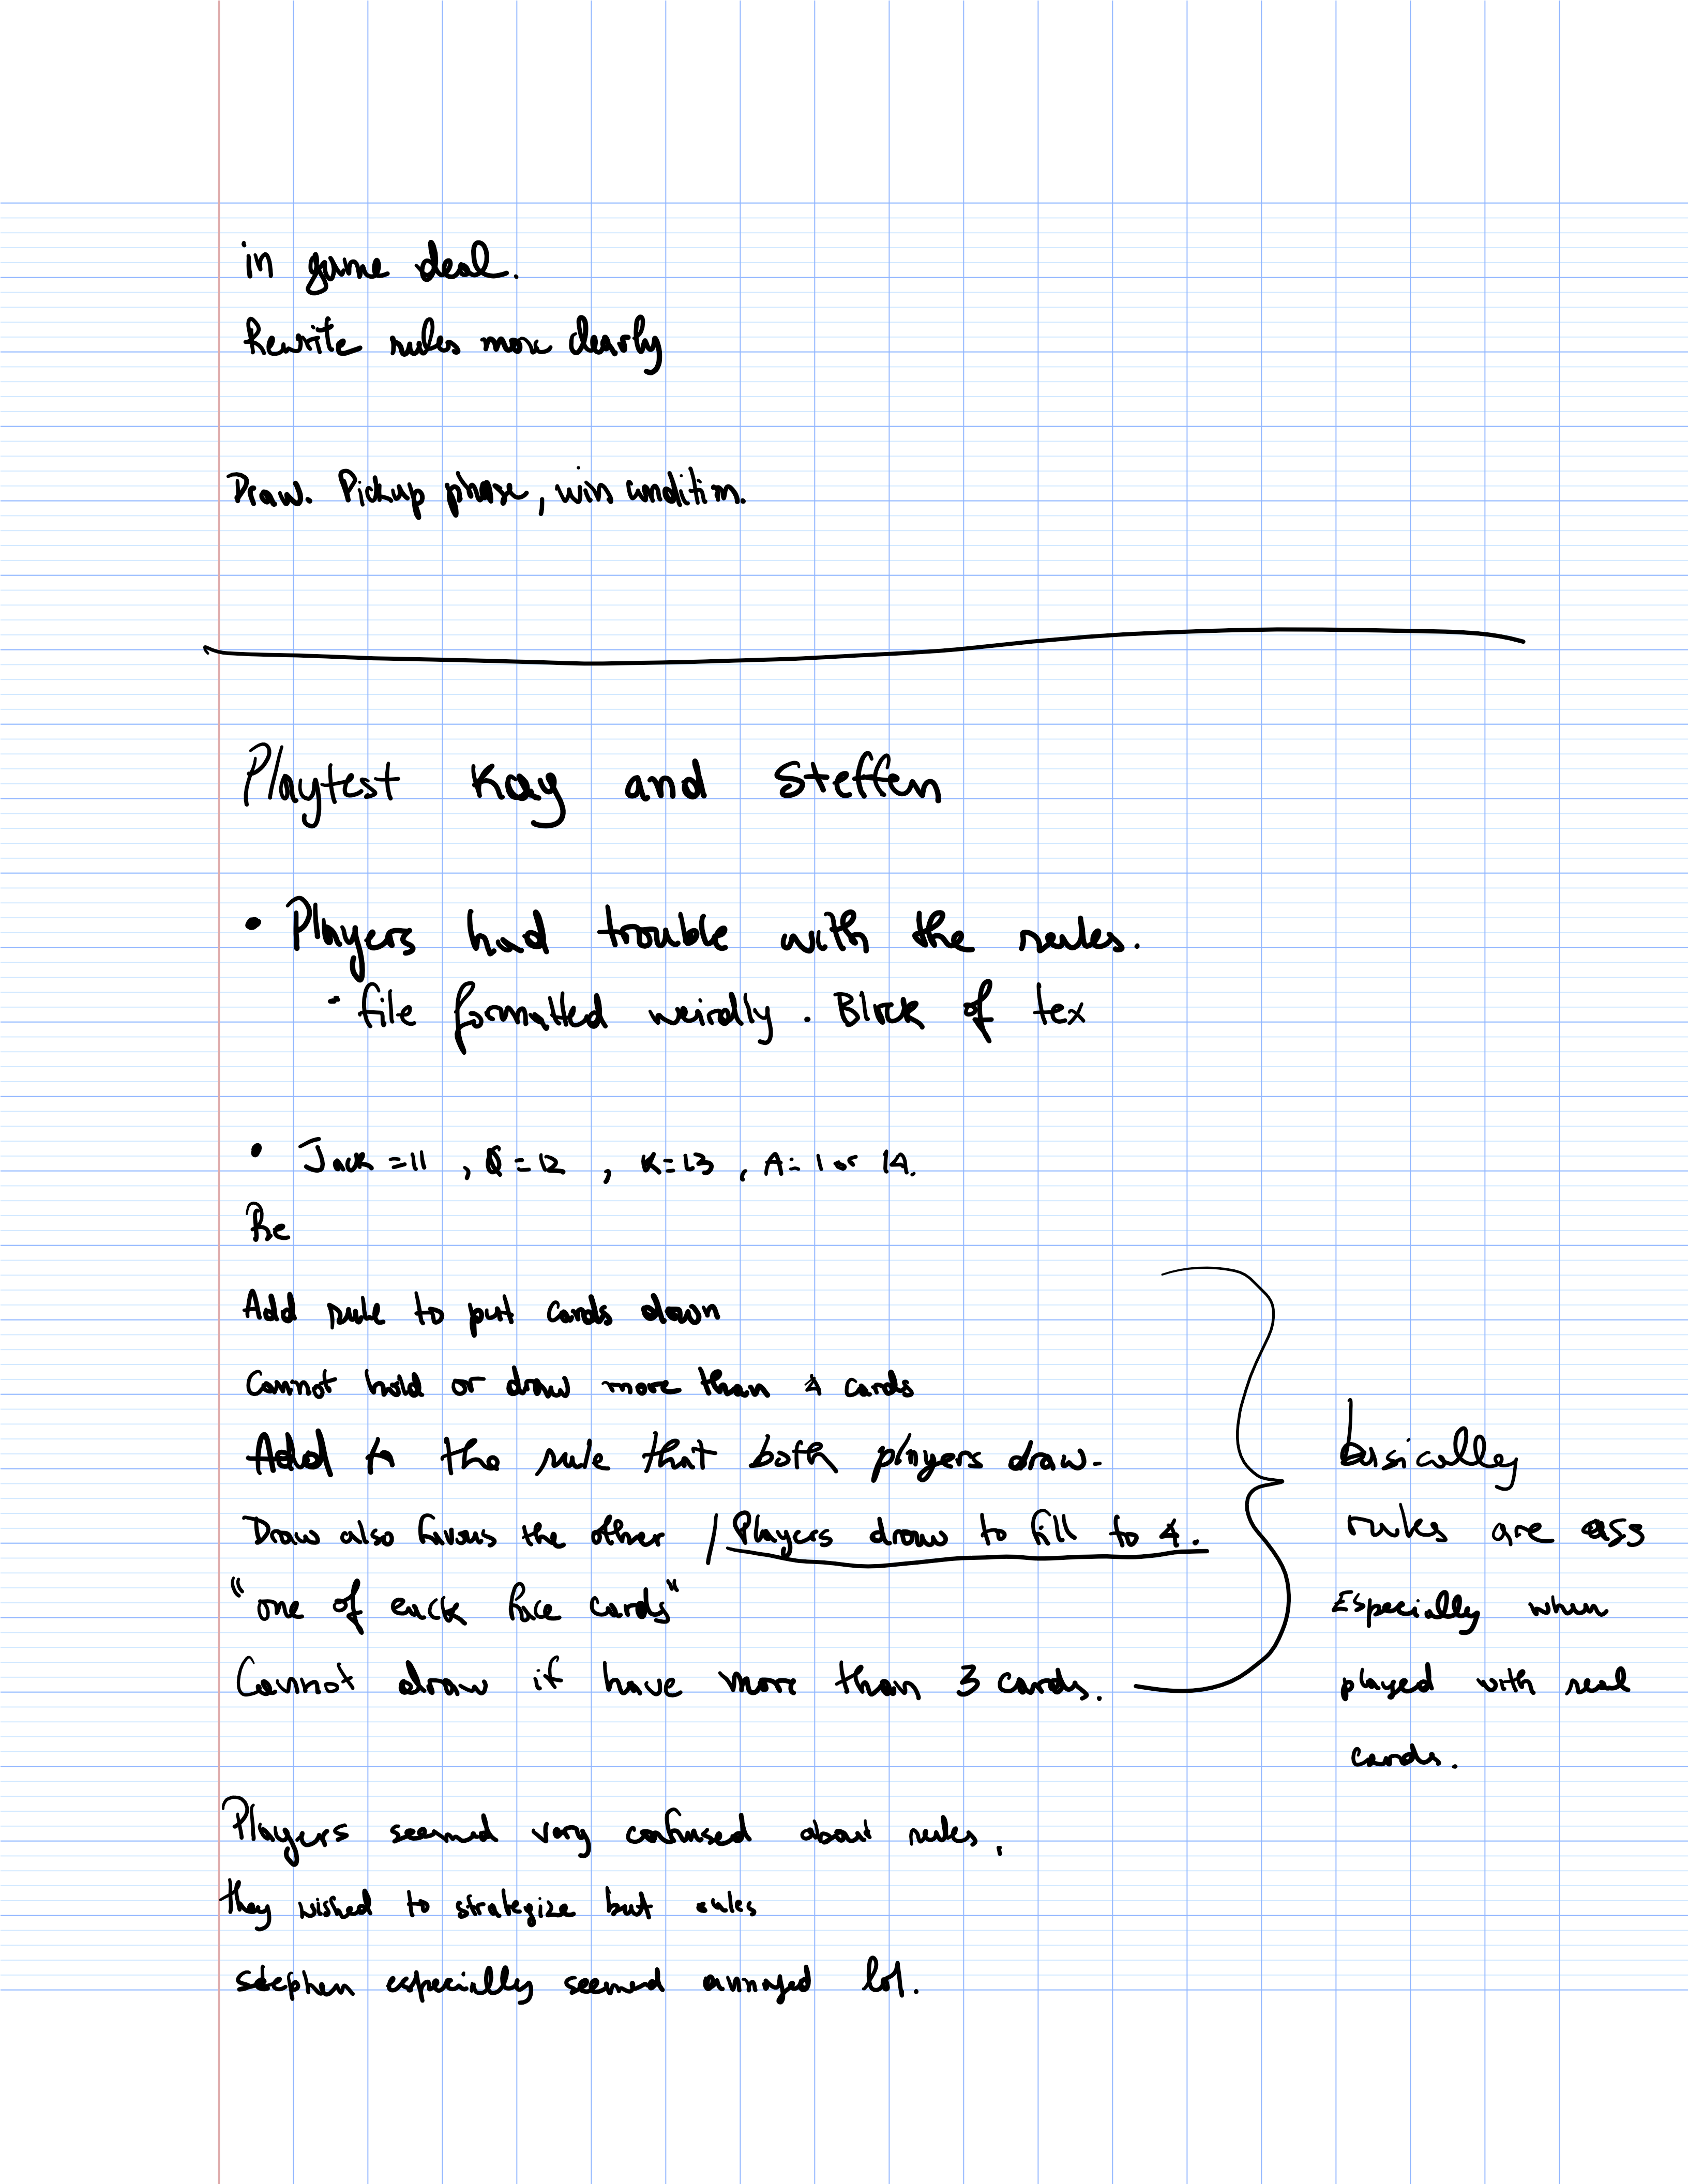 in game deal.
Rewrite rules more clearly
Draw. Pickup phase, win condition.
Playtest Kay and Steffen
• Players had trouble with the rules.
· file formatted weirdly. Block of tex
• Jack = 11, Q = 12, K = 13, A = 1 or 14.
Re
Add rule to put cards down
Cannot hold or draw more than 4 cards
Add to the rule that both players draw.
Draw also favors the other / Players draw to fill to 4.
"one of each face cards"
Cannot draw if have more than 3 cards.
basically
rules are ass
Especially when
played with real
cards.
Players seemed very confused about rules.
they wished to strategize but rules
Stephen especially seemed annoyed lol.